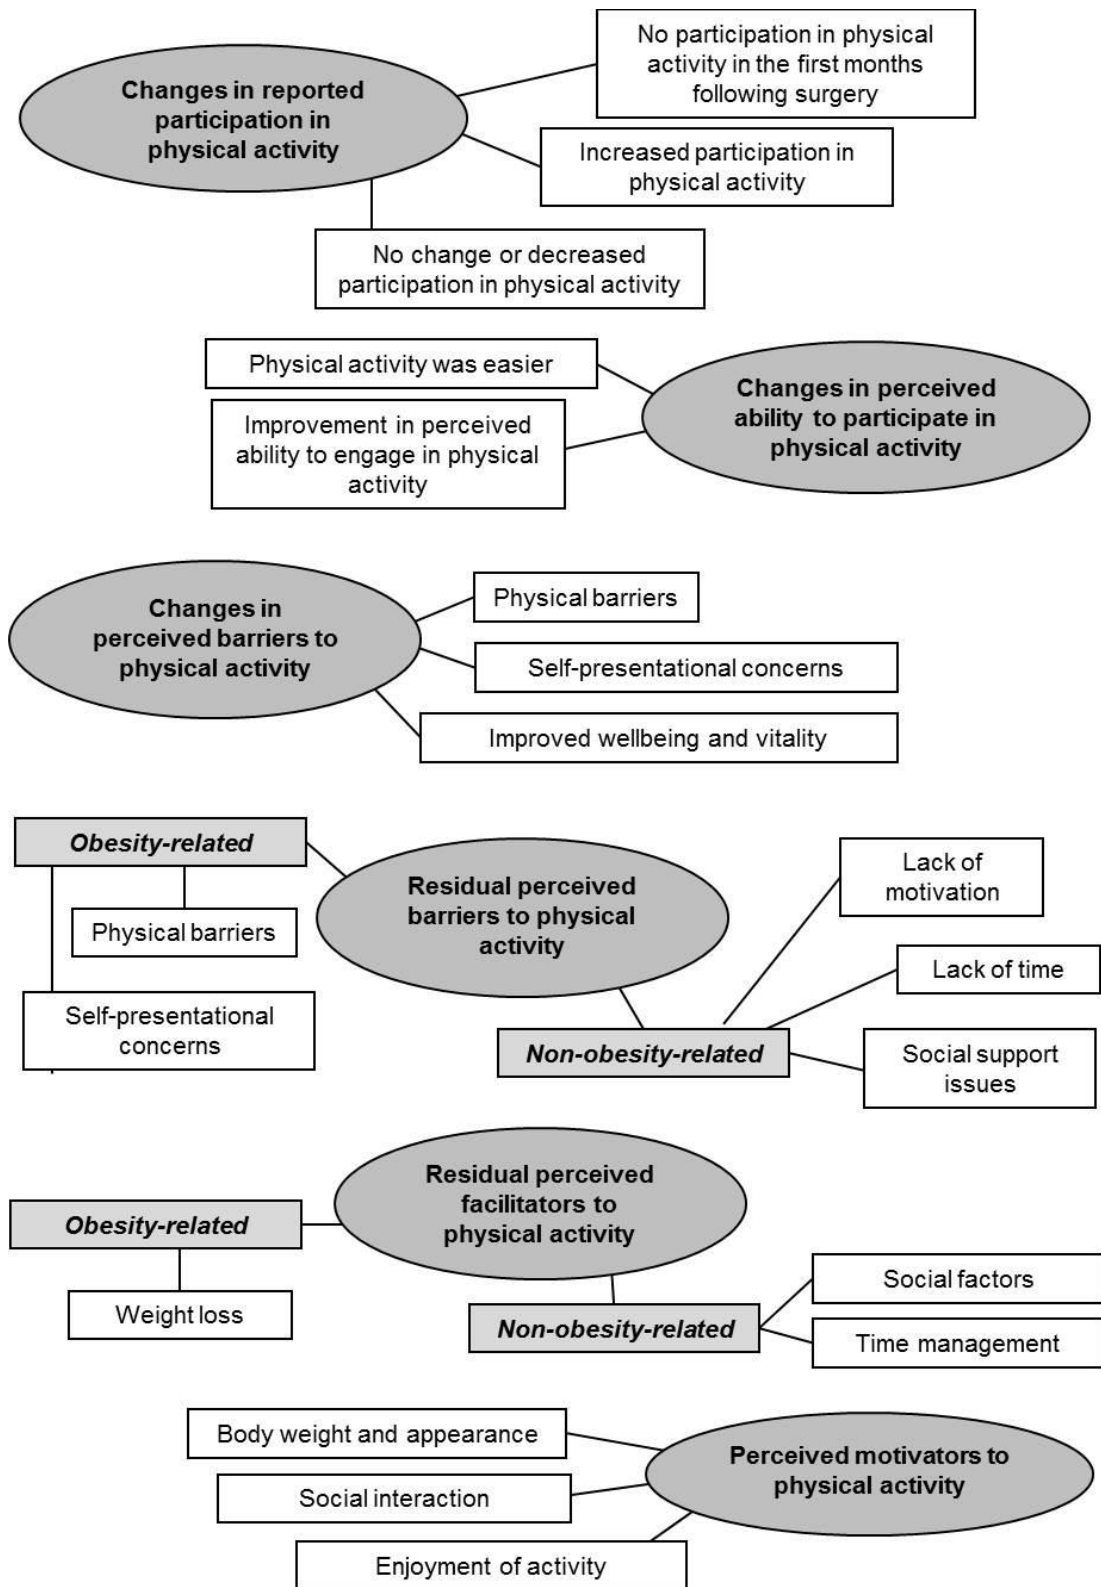 No participation in physical
activity in the first months
following surgery
Changes in reported
participation in
physical activity
Increased participation in
physical activity
No change or decreased
participation in physical activity
Physical activity was easier
Changes in perceived
ability to participate in
physical activity
Improvement in perceived
ability to engage in physical
activity
Changes in
perceived barriers to
physical activity
Physical barriers
Self-presentational concerns
Improved wellbeing and vitality
Obesity-related
Physical barriers
Self-presentational
concerns
Residual perceived
barriers to physical
activity
Lack of
motivation
Lack of time
Non-obesity-related
Social support
issues
Residual perceived
facilitators to
physical activity
Obesity-related
Weight loss
Non-obesity-related
Social factors
Time management
Body weight and appearance
Social interaction
Enjoyment of activity
Perceived motivators to
physical activity